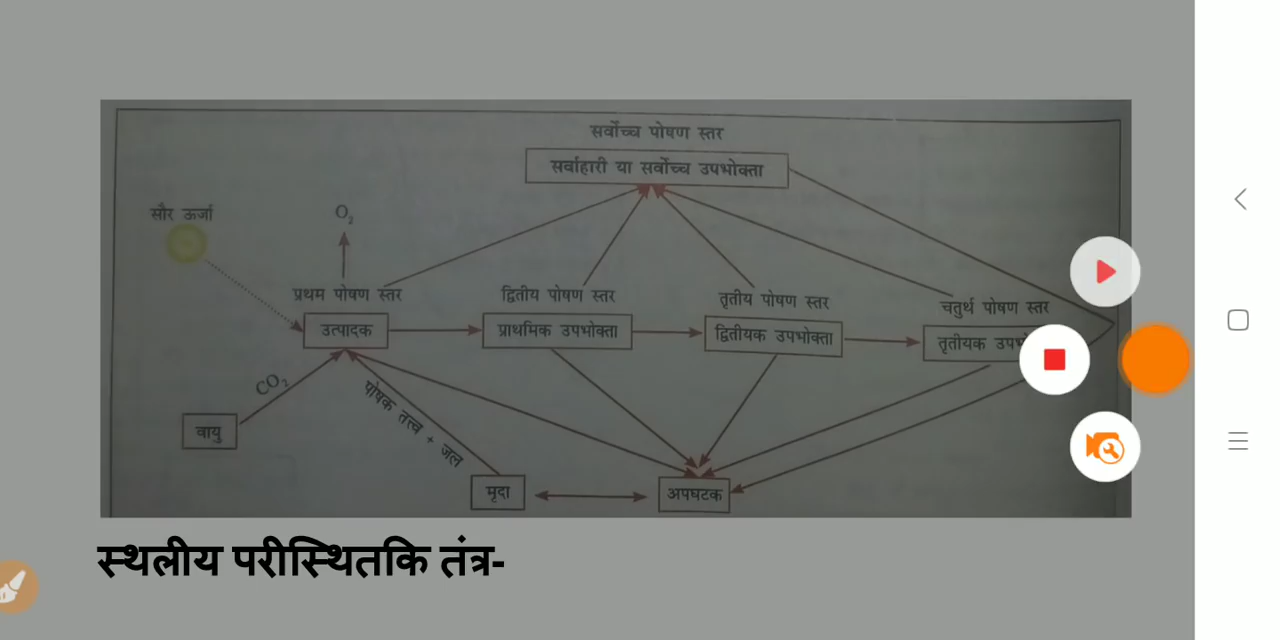 सर्वोच्च पोषण स्तर
सर्वाहारी या सर्वोच्च उपभोक्ता
सौर ऊर्जा
O₂
प्रथम पोषण स्तर
द्वितीय पोषण स्तर
तृतीय पोषण स्तर
चतुर्थ पोषण स्तर
उत्पादक
प्राथमिक उपभोक्ता
द्वितीयक उपभोक्ता
तृतीयक
CO₂
पोषक तत्त्व + जल
वायु
मृदा
अपघटक
स्थलीय परीस्थितकि तंत्र-